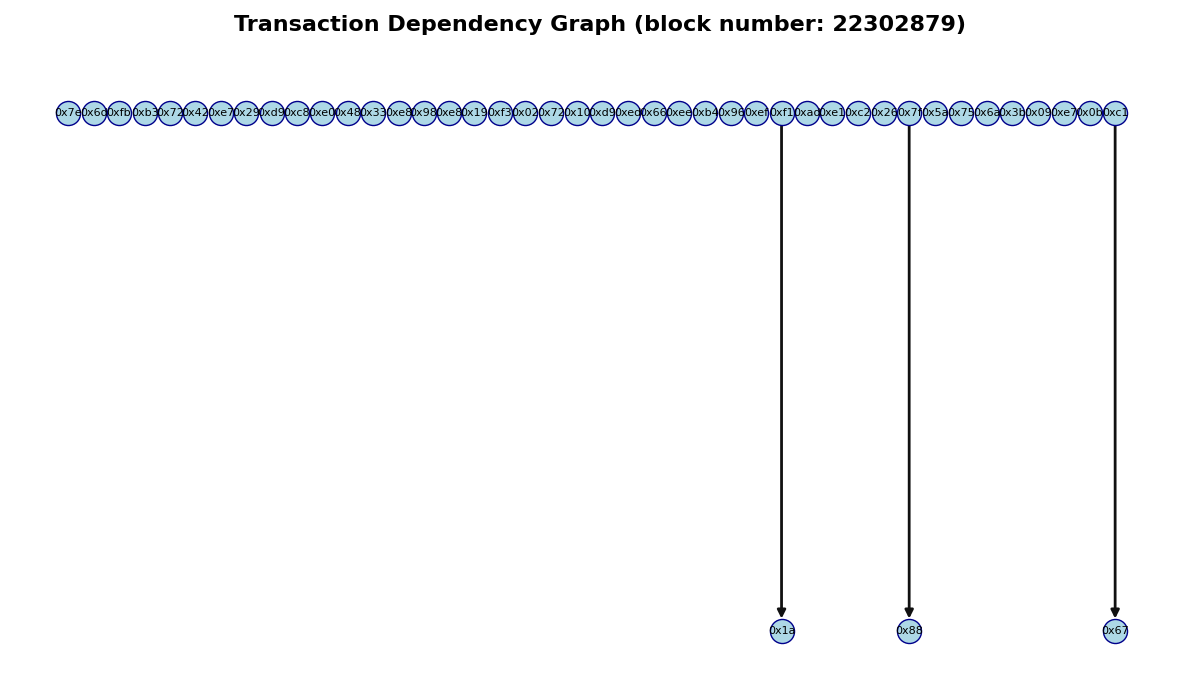 Transaction Dependency Graph (block number: 22302879)
0x7e 0xfb 0xb3 0x72 0x42 0xe7 0x29 0xd9 0xc8 0xe0 0x48 0x33 0xe8 0x98 0xe8 0x19 0xf3 0x02 0x72 0x10 0xd9 0xed 0x66 0xee 0xb4 0x96 0xef 0xf1 0xad 0xe1 0xc2 0x26 0x7f 0x5a 0x75 0x6a 0x3b 0x09 0xe7 0x0b 0xc1
0x1a 0x88 0x67